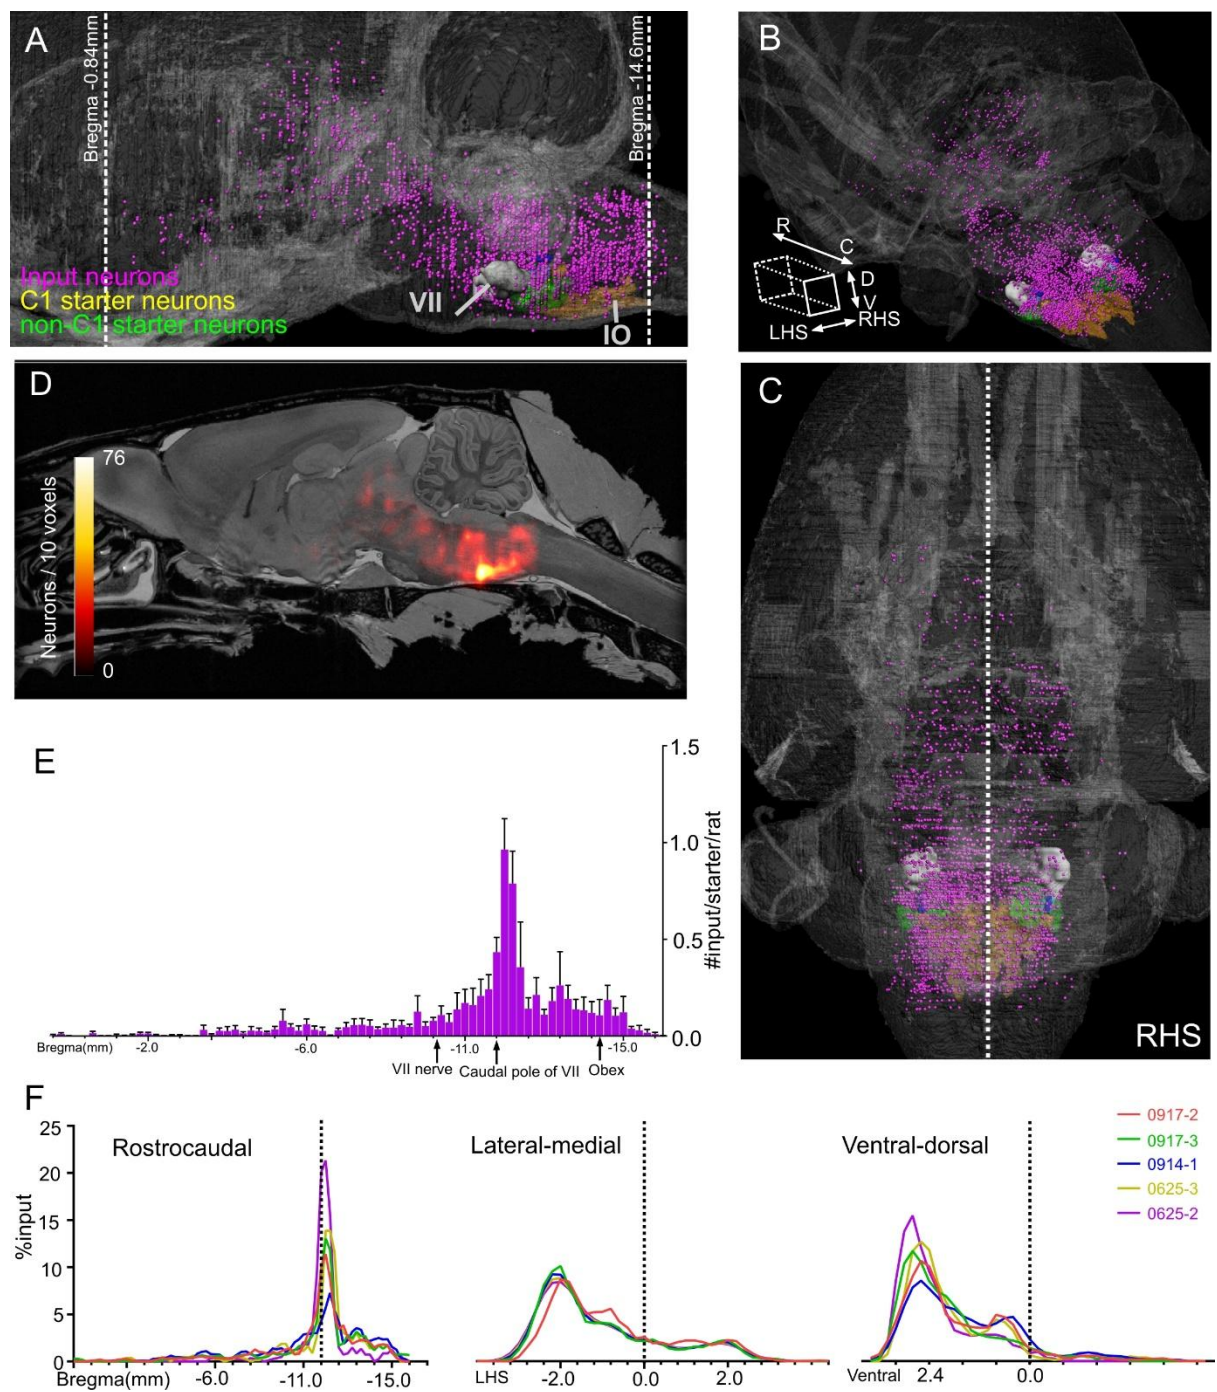 A
Bregma -0.84mm
Bregma -14.6mm
Input neurons
C1 starter neurons
non-C1 starter neurons
VII
IO
B
R
C
D
V
LHS
RHS
D
76
Neurons / 10 voxels
0
C
RHS
E
1.5
1.0
0.5
0.0
#input/starter/rat
Bregma(mm) -2.0 -6.0 -11.0 -15.0
VII nerve Caudal pole of VII Obex
F
%input
25
20
15
10
5
0
Rostrocaudal
Bregma(mm) -6.0 -11.0 -15.0
Lateral-medial
LHS -2.0 0.0 2.0
Ventral-dorsal
Ventral 2.4 0.0
0917-2
0917-3
0914-1
0625-3
0625-2